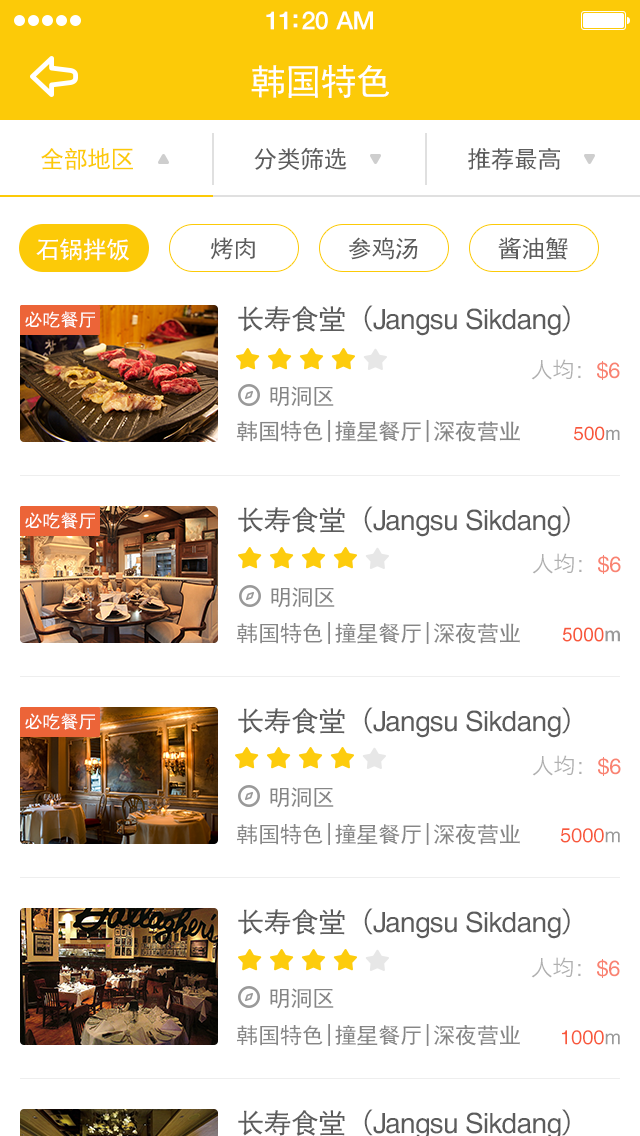 11:20 AM
韩国特色
全部地区 分类筛选 推荐最高
石锅拌饭 烤肉 参鸡汤 酱油蟹
必吃餐厅
长寿食堂（Jangsu Sikdang）
人均：$6
明洞区
韩国特色|撞星餐厅|深夜营业 500m
必吃餐厅
长寿食堂（Jangsu Sikdang）
人均：$6
明洞区
韩国特色|撞星餐厅|深夜营业 5000m
必吃餐厅
长寿食堂（Jangsu Sikdang）
人均：$6
明洞区
韩国特色|撞星餐厅|深夜营业 5000m
Gallagher's
长寿食堂（Jangsu Sikdang）
人均：$6
明洞区
韩国特色|撞星餐厅|深夜营业 1000m
长寿食堂（Jangsu Sikdang）